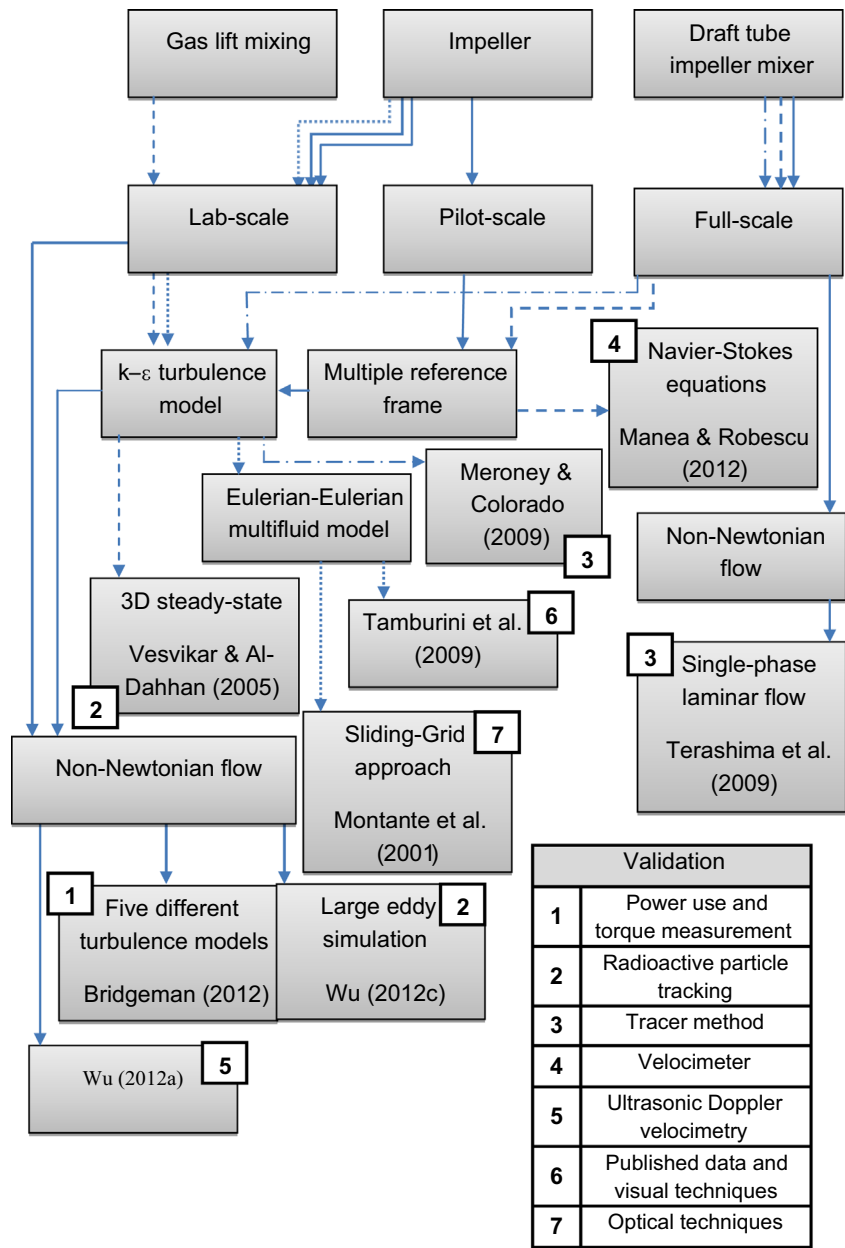 Gas lift mixing
Impeller
Draft tube
impeller mixer
Lab-scale
Pilot-scale
Full-scale
k–ε turbulence
model
Multiple reference
frame
4
Navier-Stokes
equations
Manea & Robescu
(2012)
Eulerian-Eulerian
multifluid model
Meroney &
Colorado
(2009)
3
Non-Newtonian
flow
3D steady-state
Vesvikar & Al-
Dahhan (2005)
2
Tamburini et al.
(2009)
6
3
Single-phase
laminar flow
Terashima et al.
(2009)
Non-Newtonian flow
Sliding-Grid
approach
Montante et al.
(2001)
7
1
Five different
turbulence models
Bridgeman (2012)
Large eddy
simulation
Wu (2012c)
2
Wu (2012a)
5
Validation
1 Power use and
torque measurement
2 Radioactive particle
tracking
3 Tracer method
4 Velocimeter
5 Ultrasonic Doppler
velocimetry
6 Published data and
visual techniques
7 Optical techniques